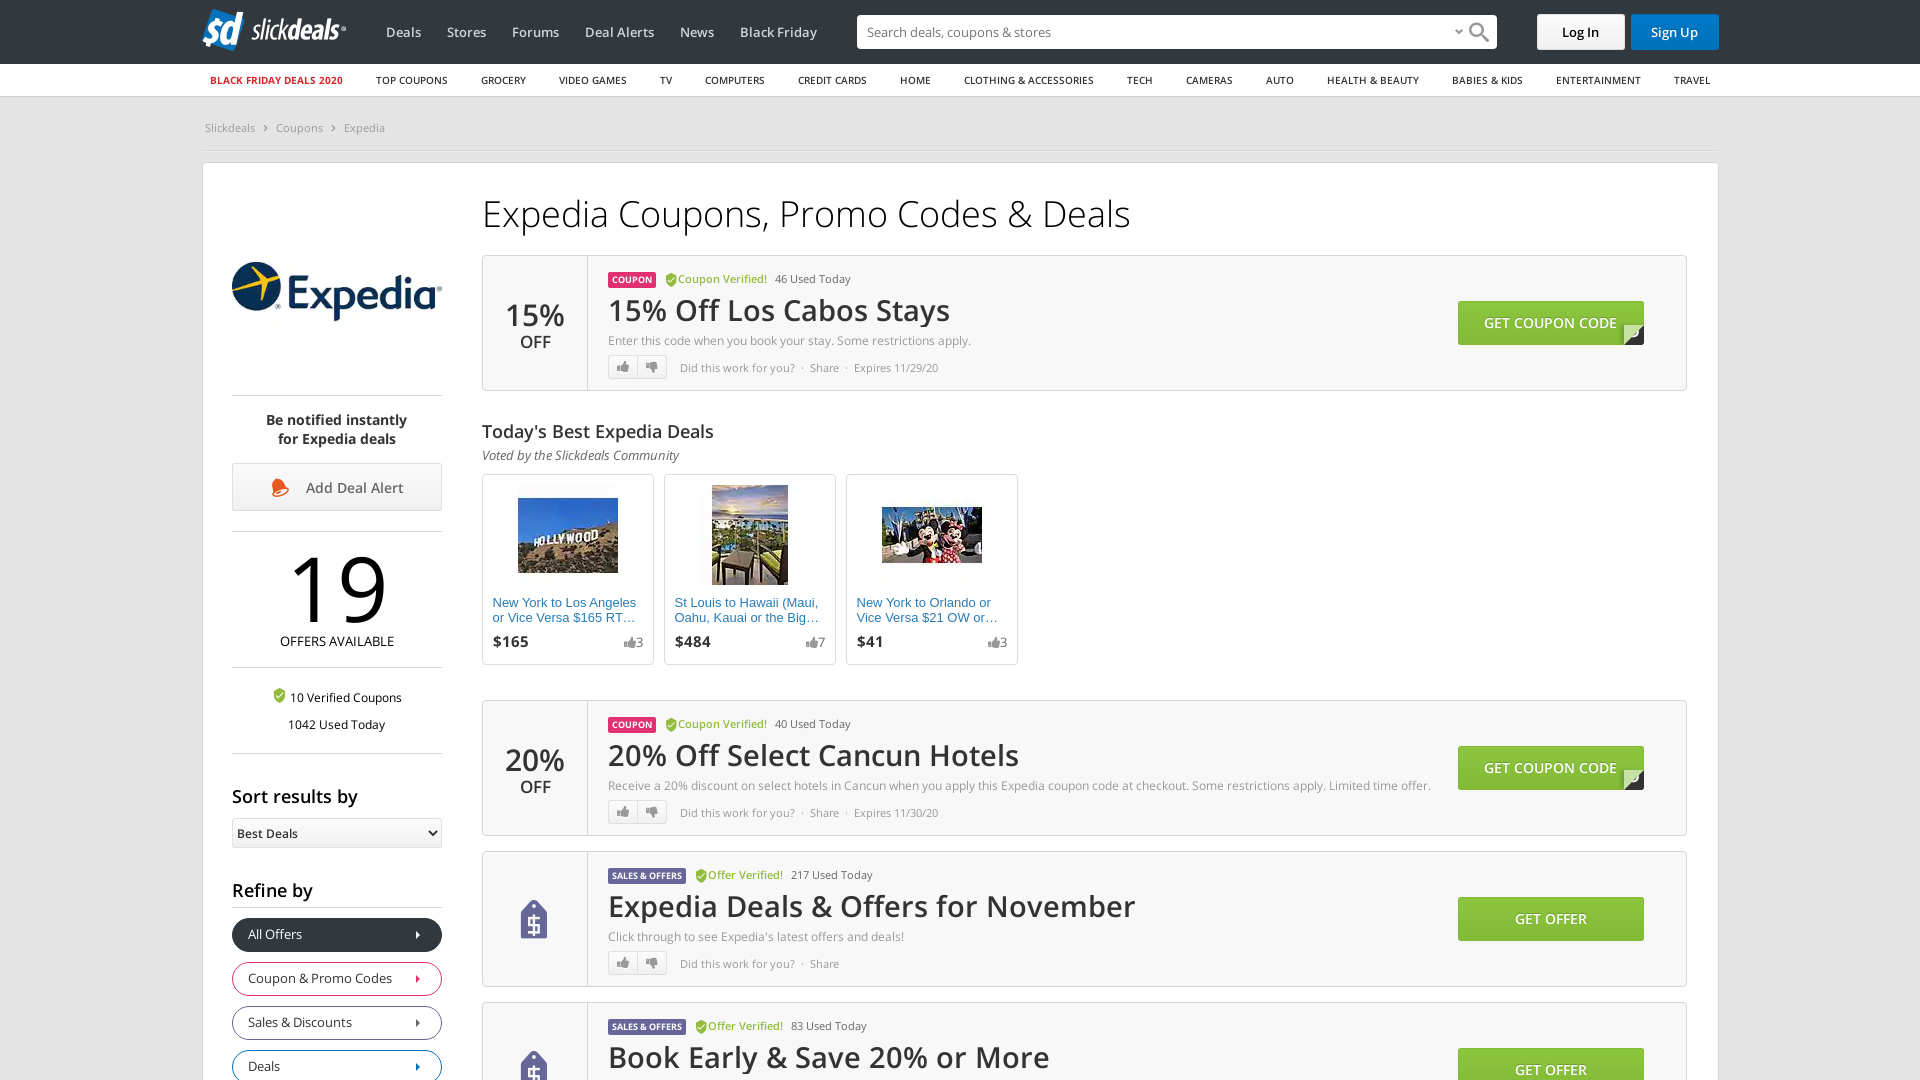 slickdeals
Deals
Stores
Forums
Deal Alerts
News
Black Friday
Search deals, coupons & stores
Log In
Sign Up
BLACK FRIDAY DEALS 2020
TOP COUPONS
GROCERY
VIDEO GAMES
TV
COMPUTERS
CREDIT CARDS
HOME
CLOTHING & ACCESSORIES
TECH
CAMERAS
AUTO
HEALTH & BEAUTY
BABIES & KIDS
ENTERTAINMENT
TRAVEL
Slickdeals > Coupons > Expedia
Expedia
Be notified instantly
for Expedia deals
Add Deal Alert
19
OFFERS AVAILABLE
10 Verified Coupons
1042 Used Today
Sort results by
Best Deals
Refine by
All Offers
Coupon & Promo Codes
Sales & Discounts
Deals
Expedia Coupons, Promo Codes & Deals
15%
OFF
COUPON Coupon Verified! 46 Used Today
15% Off Los Cabos Stays
Enter this code when you book your stay. Some restrictions apply.
Did this work for you? · Share · Expires 11/29/20
GET COUPON CODE
Today's Best Expedia Deals
Voted by the Slickdeals Community
HOLLYWOOD
New York to Los Angeles
or Vice Versa $165 RT…
$165
3
St Louis to Hawaii (Maui,
Oahu, Kauai or the Big…
$484
7
New York to Orlando or
Vice Versa $21 OW or…
$41
3
20%
OFF
COUPON Coupon Verified! 40 Used Today
20% Off Select Cancun Hotels
Receive a 20% discount on select hotels in Cancun when you apply this Expedia coupon code at checkout. Some restrictions apply. Limited time offer.
Did this work for you? · Share · Expires 11/30/20
GET COUPON CODE
SALES & OFFERS Offer Verified! 217 Used Today
Expedia Deals & Offers for November
Click through to see Expedia's latest offers and deals!
Did this work for you? · Share
GET OFFER
SALES & OFFERS Offer Verified! 83 Used Today
Book Early & Save 20% or More
GET OFFER